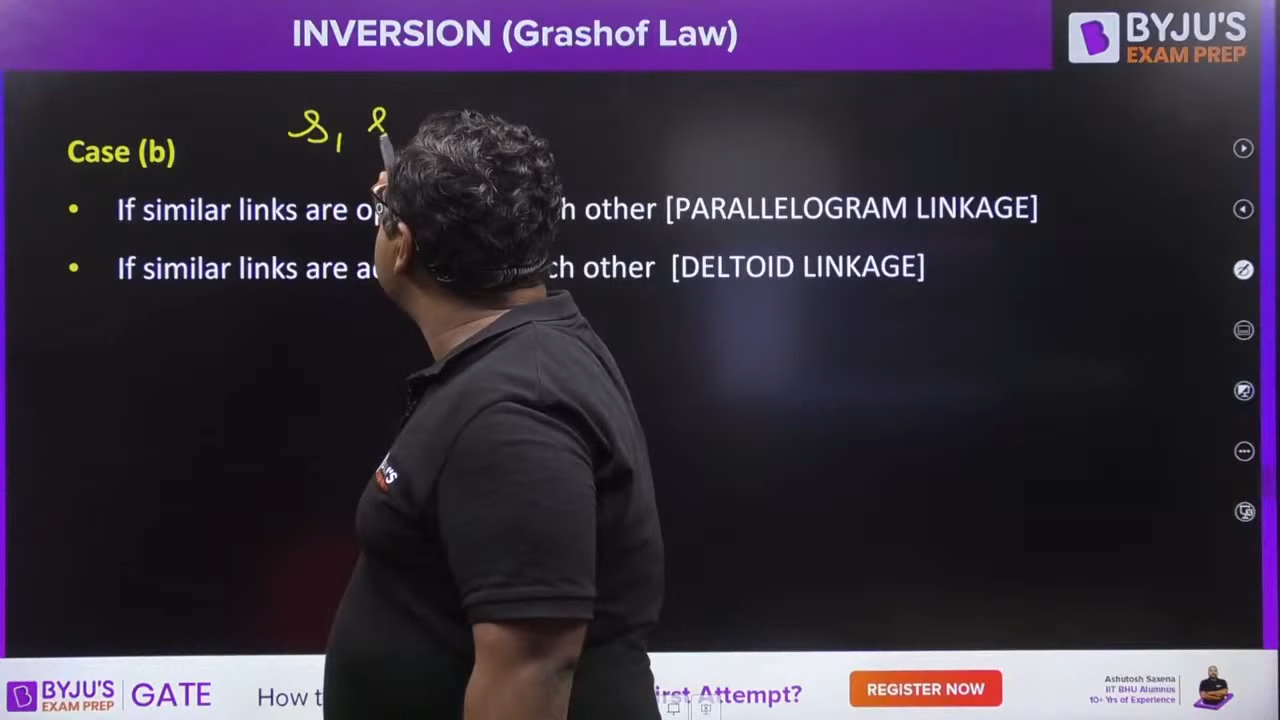 INVERSION (Grashof Law)
BYJU'S
EXAM PREP
Case (b)
If similar links are h other [PARALLELOGRAM LINKAGE]
If similar links are ch other [DELTOID LINKAGE]
BYJU'S
EXAM PREP
GATE
How t
irst Attempt?
REGISTER NOW
Ashutosh Saxena
IIT BHU Alumnus
10+ Yrs of Experience